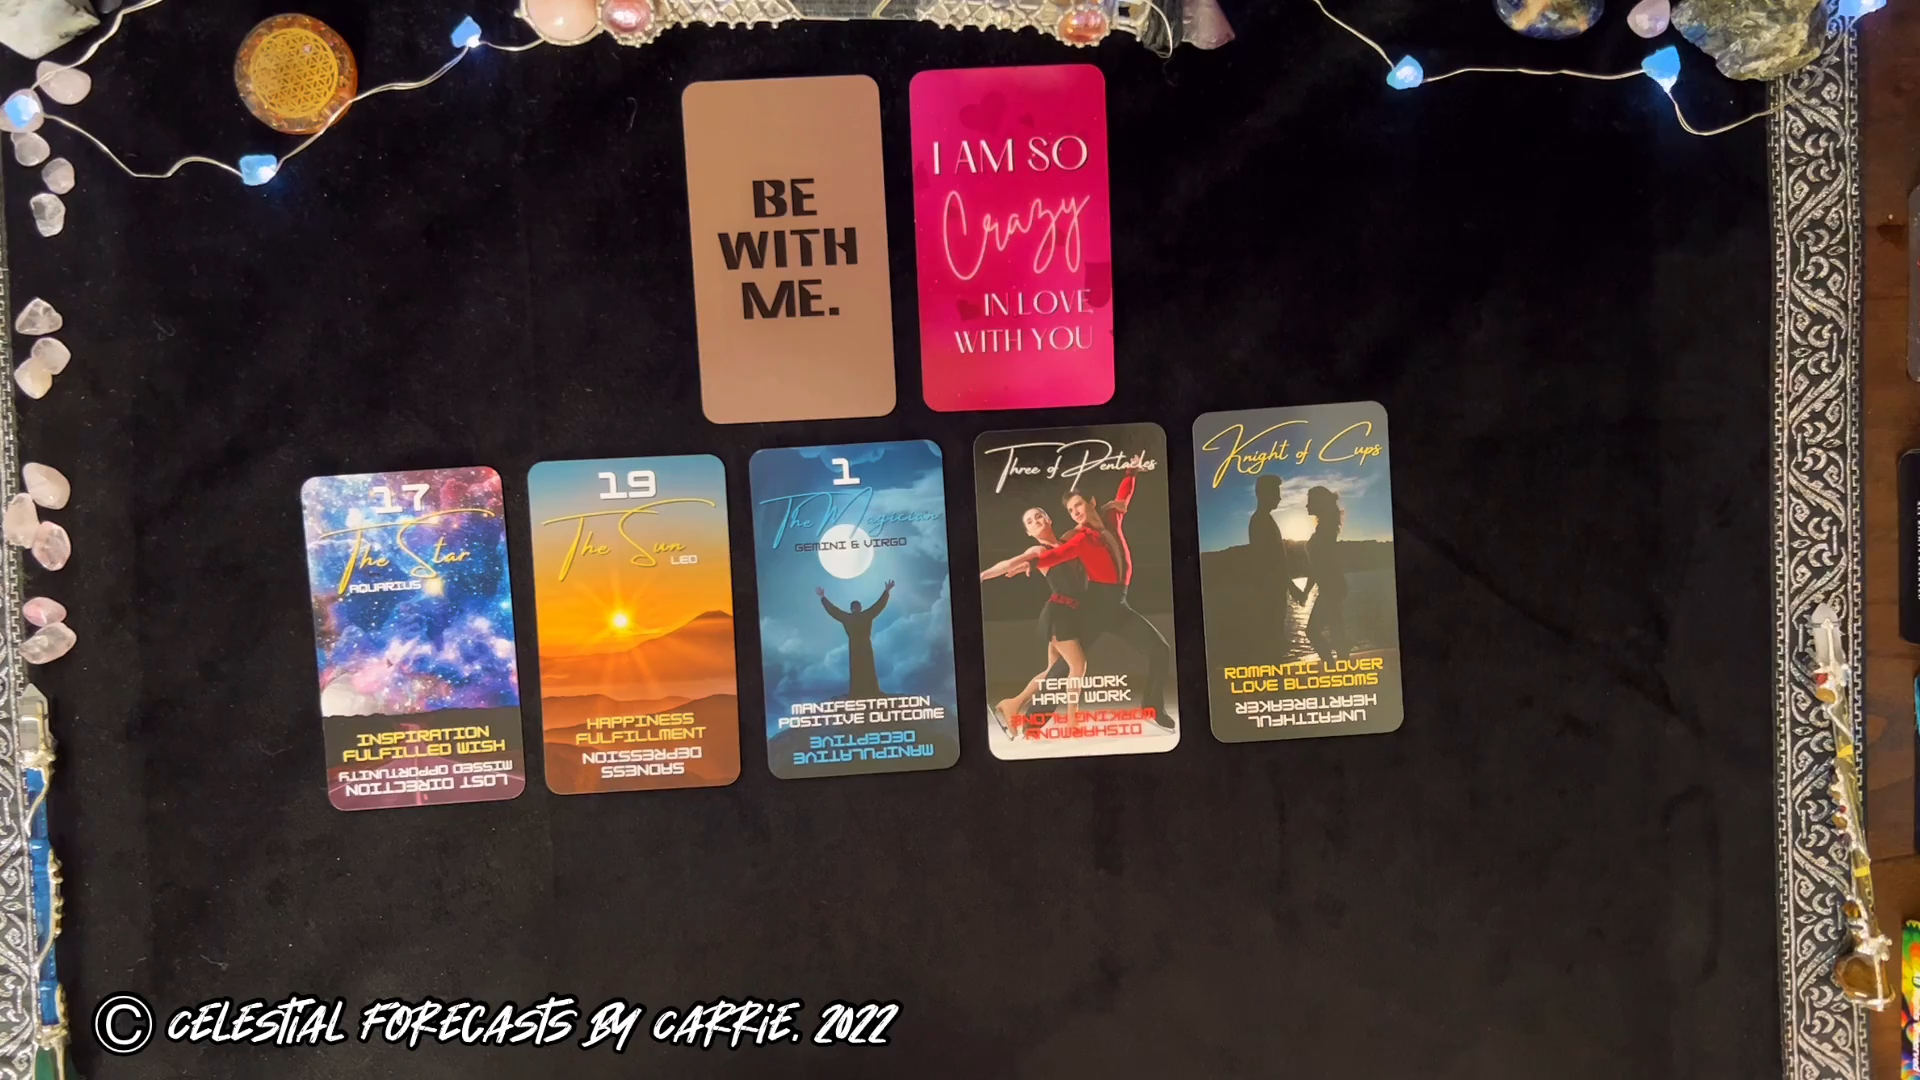 BE
WITH
ME.
I AM SO
Crazy
IN LOVE
WITH YOU
17
The Star
AQUARIUS
INSPIRATION
FULFILLED WISH
MISSED OPPORTUNITY
LOST DIRECTION
19
The Sun
LEO
HAPPINESS
FULFILLMENT
DEPRESSION
SADNESS
1
The Magician
GEMINI & VIRGO
MANIFESTATION
POSITIVE OUTCOME
DECEPTIVE
MANIPULATIVE
Three of Pentacles
TEAMWORK
HARD WORK
WORKING ALONE
DISHARMONY
Knight of Cups
ROMANTIC LOVER
LOVE BLOSSOMS
HEARTBREAKER
UNFAITHFUL
© CELESTIAL FORECASTS BY CARRIE. 2022